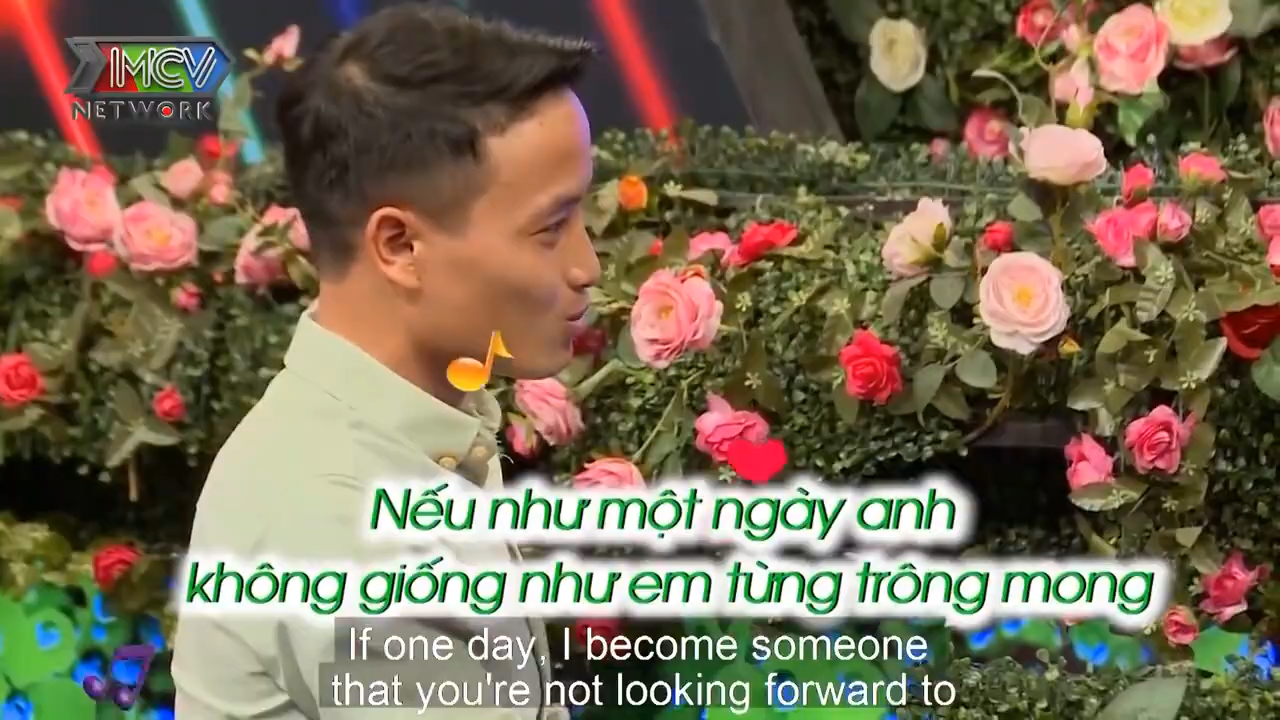 MCV
NETWORK
Nếu như một ngày anh
không giống như em từng trông mong
If one day, I become someone
that you're not looking forward to